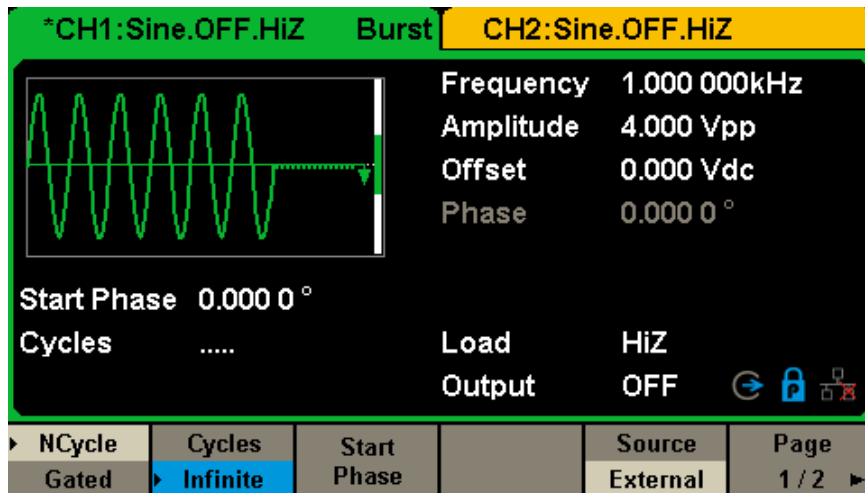 *CH1:Sine.OFF.HiZ Burst CH2:Sine.OFF.HiZ
Frequency 1.000 000kHz
Amplitude 4.000 Vpp
Offset 0.000 Vdc
Phase 0.000 0 °
Start Phase 0.000 0 °
Cycles ..... Load HiZ
Output OFF P
NCycle Cycles Start Source Page
Gated Infinite Phase External 1/2